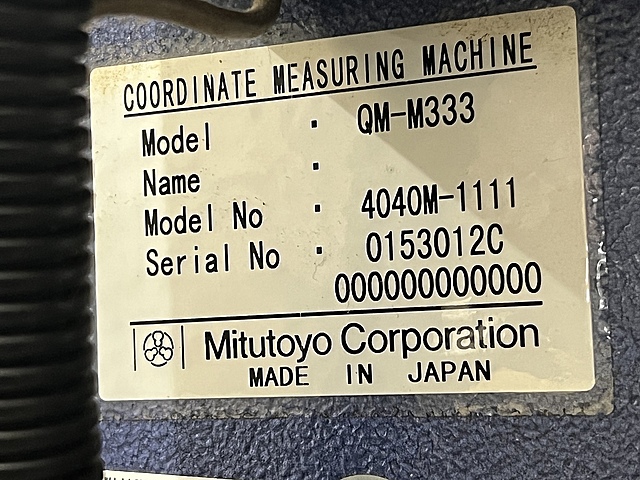 COORDINATE MEASURING MACHINE
Model : QM-M333
Name :
Model No : 4040M-1111
Serial No : 0153012C
000000000000
Mitutoyo Corporation
MADE IN JAPAN